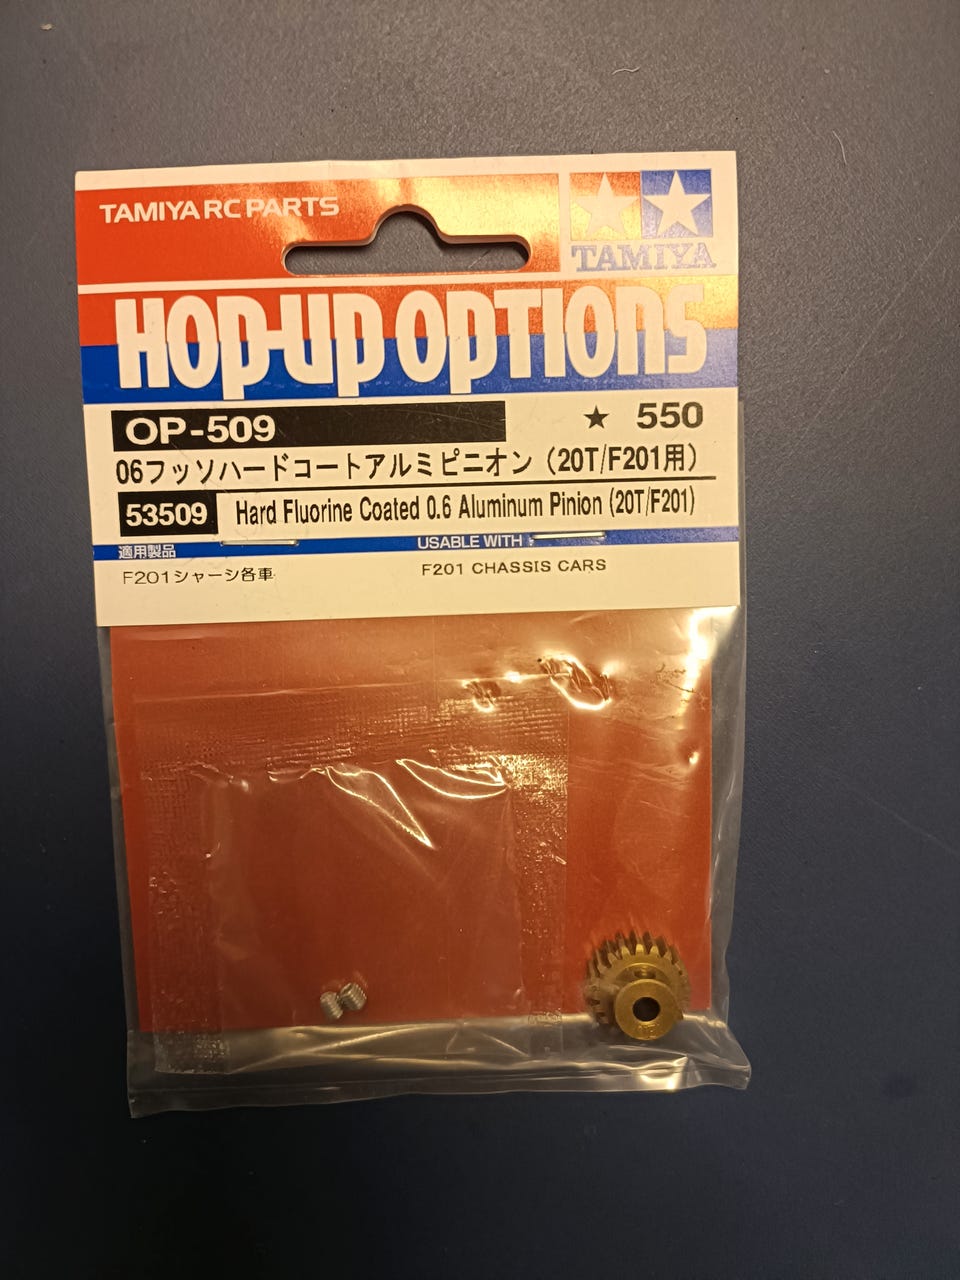 TAMIYA RC PARTS
TAMIYA
HOP-UP OPTIONS
OP-509
★ 550
06フッソハードコートアルミピニオン（20T/F201用）
53509
Hard Fluorine Coated 0.6 Aluminum Pinion (20T/F201)
適用製品
USABLE WITH
F201シャーシ各車
F201 CHASSIS CARS